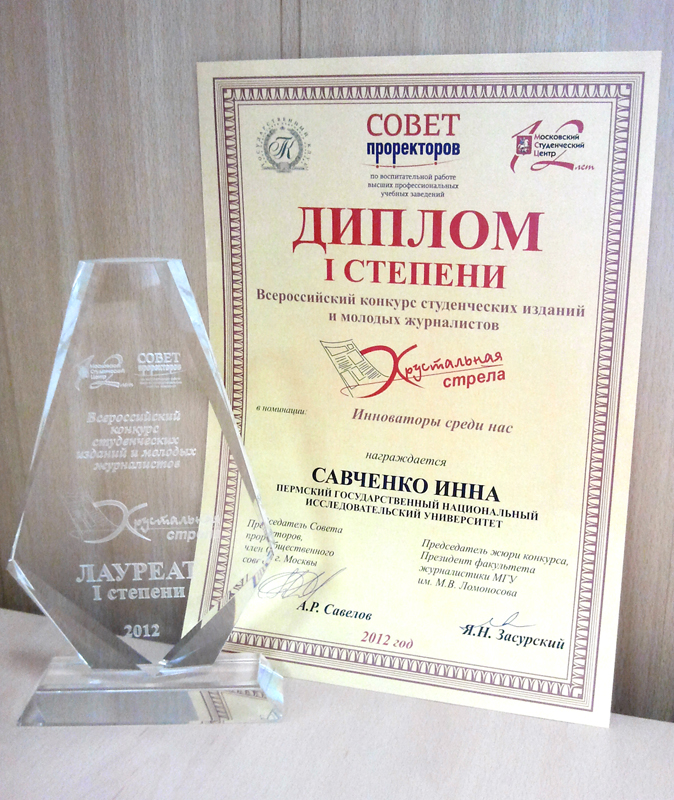 СОВЕТ
проректоров
по воспитательной работе
высших профессиональных
учебных заведений
Московский
Студенческий
Центр
лет
ДИПЛОМ
I СТЕПЕНИ
Всероссийский конкурс студенческих изданий
и молодых журналистов
Хрустальная
стрела
в номинации:
Инноваторы среди нас
награждается
САВЧЕНКО ИННА
ПЕРМСКИЙ ГОСУДАРСТВЕННЫЙ НАЦИОНАЛЬНЫЙ
ИССЛЕДОВАТЕЛЬСКИЙ УНИВЕРСИТЕТ
Председатель Совета
проректоров,
член Общественного
г. Москвы
А.Р. Савелов
Председатель жюри конкурса,
Президент факультета
журналистики МГУ
им. М.В. Ломоносова
Я.Н. Засурский
2012 год
СОВЕТ
проректоров
Всероссийский
конкурс
студенческих
изданий и молодых
журналистов
Хрустальная
стрела
ЛАУРЕАТ
I степени
2012